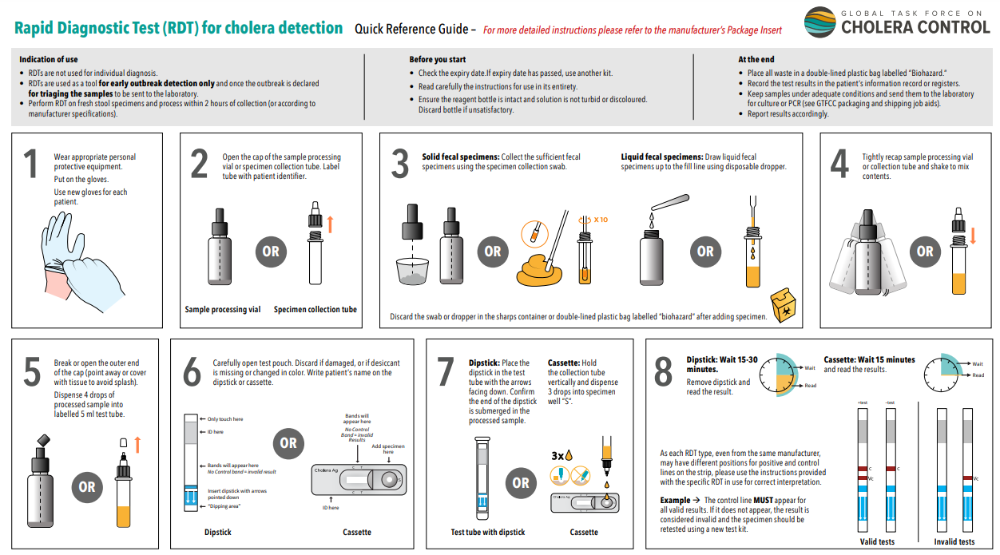 Rapid Diagnostic Test (RDT) for cholera detection Quick Reference Guide – For more detailed instructions please refer to the manufacturer's Package Insert
GLOBAL TASK FORCE ON
CHOLERA CONTROL
Indication of use
• RDTs are not used for individual diagnosis.
• RDTs are used as a tool for early outbreak detection only and once the outbreak is declared
for triaging the samples to be sent to the laboratory.
• Perform RDT on fresh stool specimens and process within 2 hours of collection (or according to
manufacturer specifications).
Before you start
• Check the expiry date.If expiry date has passed, use another kit.
• Read carefully the instructions for use in its entirety.
• Ensure the reagent bottle is intact and solution is not turbid or discoloured.
Discard bottle if unsatisfactory.
At the end
• Place all waste in a double-lined plastic bag labelled "Biohazard."
• Record the test results in the patient's information record or registers.
• Keep samples under adequate conditions and send them to the laboratory
for culture or PCR (see GTFCC packaging and shipping job aids).
• Report results accordingly.
1
Wear appropriate personal
protective equipment.
Put on the gloves.
Use new gloves for each
patient.
2
Open the cap of the sample processing
vial or specimen collection tube. Label
tube with patient identifier.
OR
Sample processing vial
Specimen collection tube
3
Solid fecal specimens: Collect the sufficient fecal
specimens using the specimen collection swab.
Liquid fecal specimens: Draw liquid fecal
specimens up to the fill line using disposable dropper.
OR
X 10
OR
Discard the swab or dropper in the sharps container or double-lined plastic bag labelled "biohazard" after adding specimen.
4
Tightly recap sample processing vial
or collection tube and shake to mix
contents.
OR
5
Break or open the outer end
of the cap (point away or cover
with tissue to avoid splash).
Dispense 4 drops of
processed sample into
labelled 5 ml test tube.
OR
6
Carefully open test pouch. Discard if damaged, or if desiccant
is missing or changed in color. Write patient's name on the
dipstick or cassette.
Only touch here
ID here
Bands will appear here
No Control band = invalid result
Insert dipstick with arrows
pointed down
"Dipping area"
Dipstick
OR
Bands will
appear here
No Control
Band = invalid
Results
Add specimen
here
Cholera Ag
C T
C T
S
ID here
Cassette
7
Dipstick: Place the
dipstick in the test
tube with the arrows
facing down. Confirm
the end of the dipstick
is submerged in the
processed sample.
Cassette: Hold
the collection tube
vertically and dispense
3 drops into specimen
well "S".
OR
3x
Cholera Ag
Test tube with dipstick
Cassette
8
Dipstick: Wait 15-30
minutes.
Remove dipstick and
read the result.
Wait
Read
Cassette: Wait 15 minutes
and read the results.
Wait
Read
As each RDT type, even from the same manufacturer,
may have different positions for positive and control
lines on the strip, please use the instructions provided
with the specific RDT in use for correct interpretation.
Example → The control line MUST appear for
all valid results. If it does not appear, the result is
considered invalid and the specimen should be
retested using a new test kit.
+test
–test
C
Vc
C
Vc
Valid tests
Invalid tests